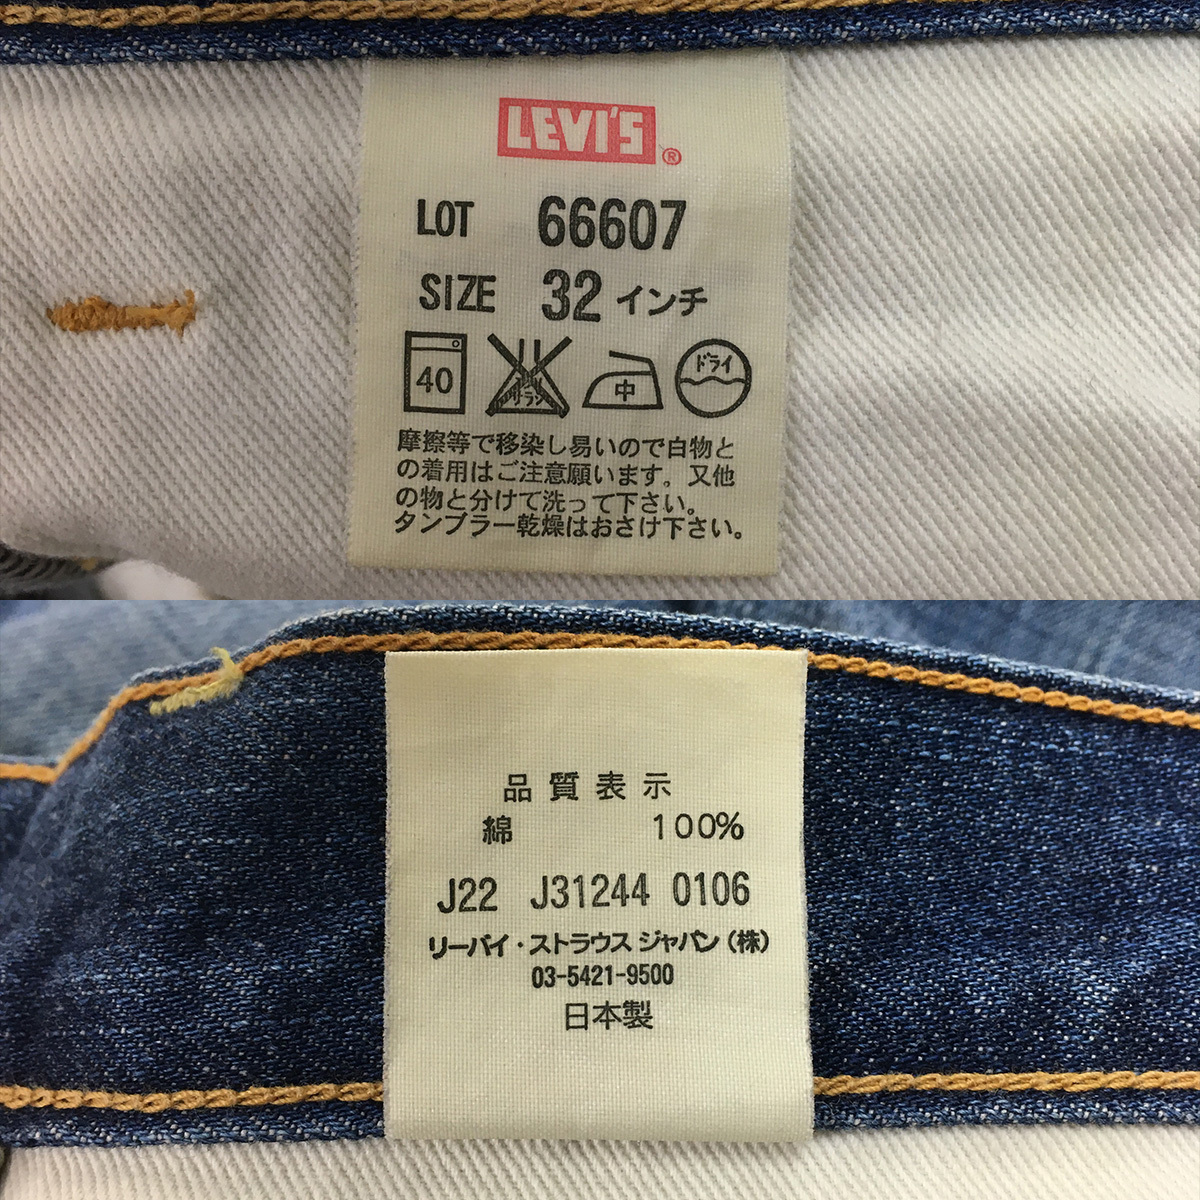 LEVI'S ®
LOT 66607
SIZE 32 インチ
40 中 ドライ
摩擦等で移染し易いので白物と
の着用はご注意願います。又他
の物と分けて洗って下さい。
タンブラー乾燥はおさけ下さい。
品質表示
綿 100%
J22 J31244 0106
リーバイ・ストラウス ジャパン(株)
03-5421-9500
日本製